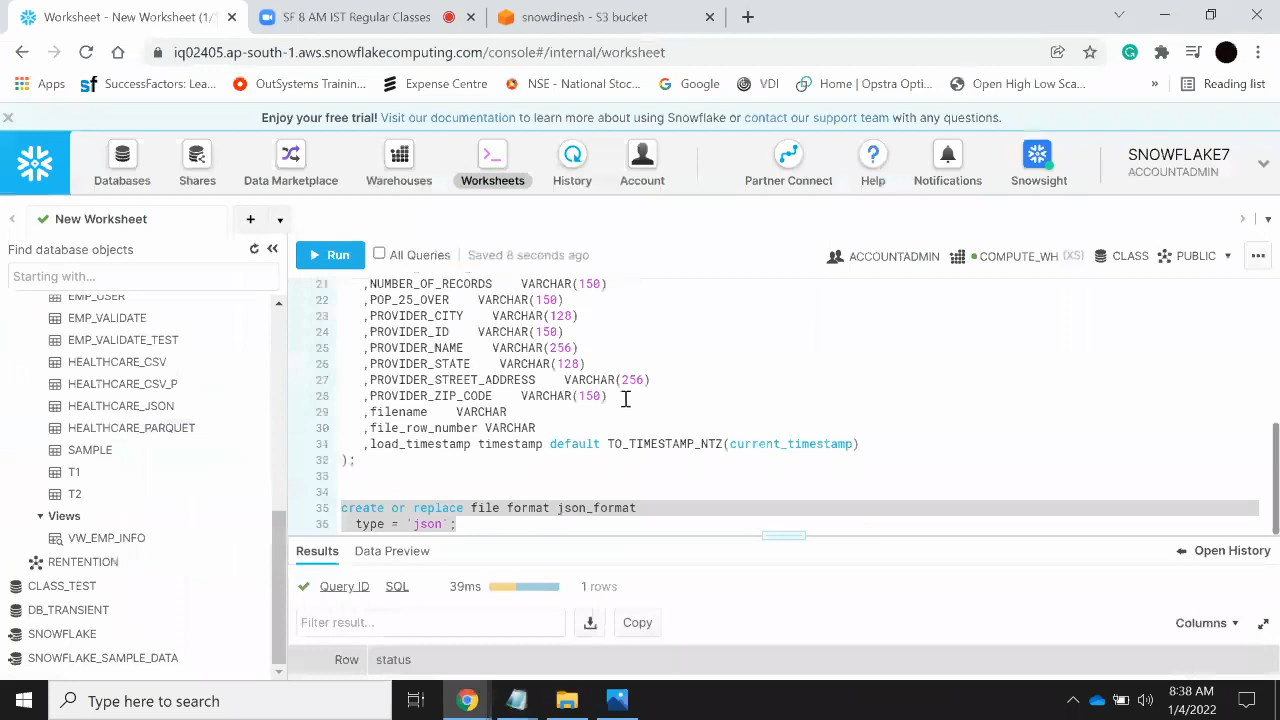 Worksheet - New Worksheet (1/1
SF 8 AM IST Regular Classes
snowdinesh - S3 bucket
iq02405.ap-south-1.aws.snowflakecomputing.com/console#/internal/worksheet
Apps
SuccessFactors: Lea...
OutSystems Trainin...
Expense Centre
NSE - National Stoc...
Google
VDI
Home | Opstra Opti...
Open High Low Sca...
»
Reading list
Enjoy your free trial! Visit our documentation to learn more about using Snowflake or contact our support team with any questions.
Databases
Shares
Data Marketplace
Warehouses
Worksheets
History
Account
Partner Connect
Help
Notifications
Snowsight
SNOWFLAKE7
ACCOUNTADMIN
New Worksheet
Find database objects
Starting with...
EMP_USER
EMP_VALIDATE
EMP_VALIDATE_TEST
HEALTHCARE_CSV
HEALTHCARE_CSV_P
HEALTHCARE_JSON
HEALTHCARE_PARQUET
SAMPLE
T1
T2
Views
VW_EMP_INFO
RENTENTION
CLASS_TEST
DB_TRANSIENT
SNOWFLAKE
SNOWFLAKE_SAMPLE_DATA
Run
All Queries
Saved 8 seconds ago
ACCOUNTADMIN
COMPUTE_WH (XS)
CLASS
PUBLIC
21 ,NUMBER_OF_RECORDS VARCHAR(150)
22 ,POP_25_OVER VARCHAR(150)
23 ,PROVIDER_CITY VARCHAR(128)
24 ,PROVIDER_ID VARCHAR(150)
25 ,PROVIDER_NAME VARCHAR(256)
26 ,PROVIDER_STATE VARCHAR(128)
27 ,PROVIDER_STREET_ADDRESS VARCHAR(256)
28 ,PROVIDER_ZIP_CODE VARCHAR(150)
29 ,filename VARCHAR
30 ,file_row_number VARCHAR
31 ,load_timestamp timestamp default TO_TIMESTAMP_NTZ(current_timestamp)
32 );
33
34
35 create or replace file format json_format
36 type = 'json';
Results
Data Preview
Open History
Query ID
SQL
39ms
1 rows
Filter result...
Copy
Columns
Row
status
Type here to search
8:38 AM
1/4/2022